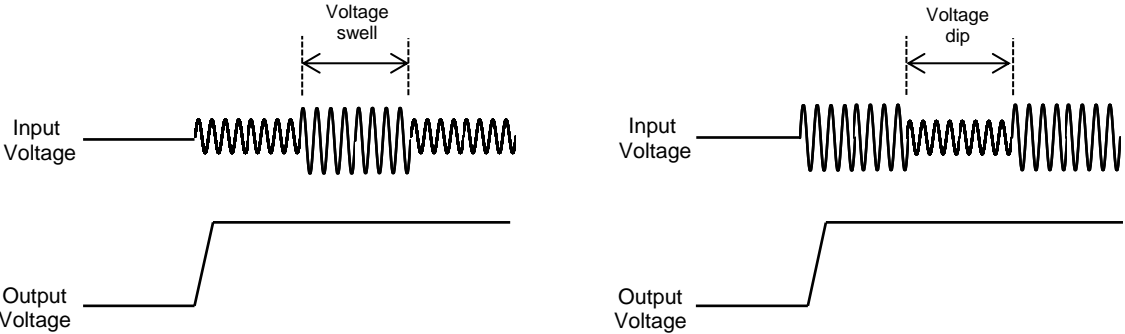 Voltage
swell
Input
Voltage
Output
Voltage
Voltage
dip
Input
Voltage
Output
Voltage